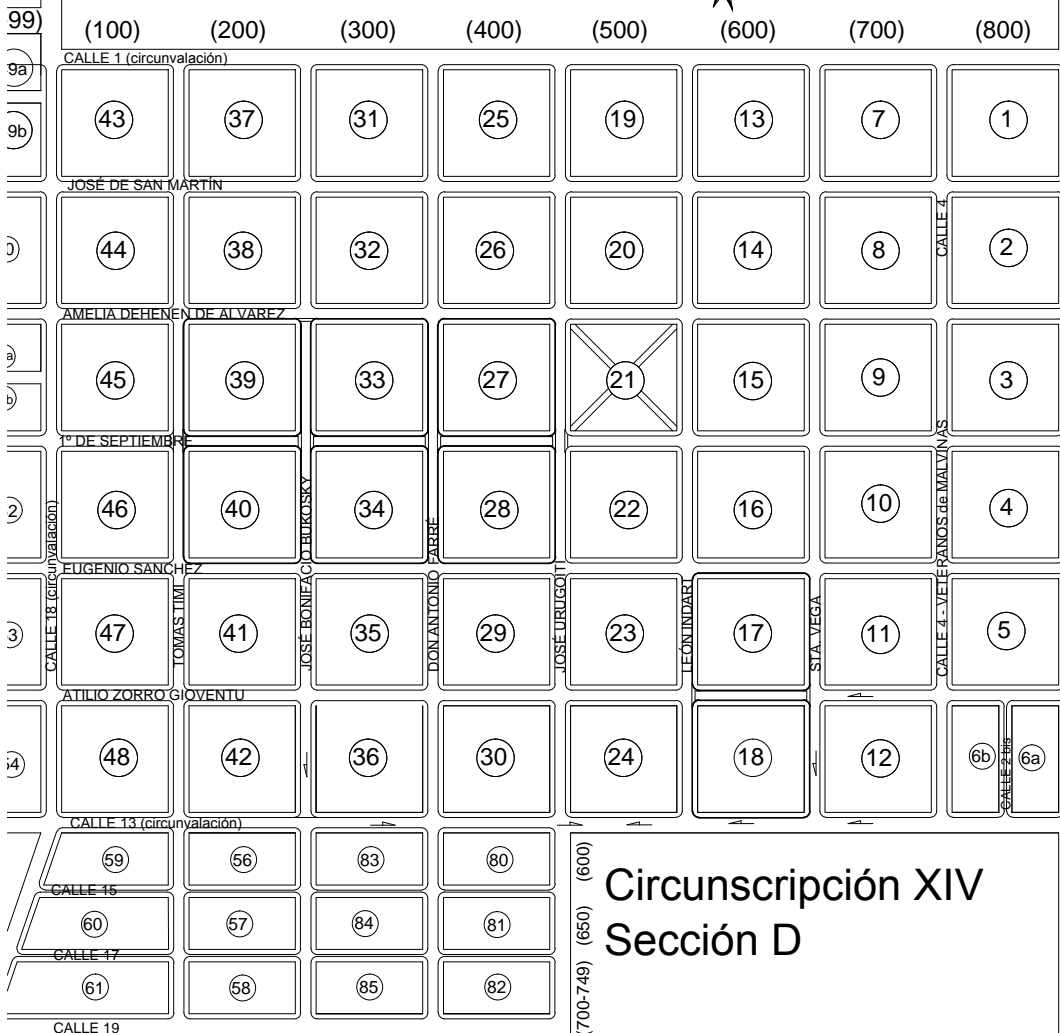 99) (100) (200) (300) (400) (500) (600) (700) (800)
CALLE 1 (circunvalación)
9a
9b 43 37 31 25 19 13 7 1
JOSÉ DE SAN MARTÍN
CALLE 4
44 38 32 26 20 14 8 2
AMELIA DEHENEN DE ALVAREZ
45 39 33 27 21 15 9 3
1º DE SEPTIEMBRE
46 40 34 28 22 16 10 4
EUGENIO SANCHEZ
CALLE 18 (circunvalación)
TOMAS TIMI
JOSÉ BONIFACIO BUKOSKY
DON ANTONIO FARRÉ
JOSÉ URUGOITI
LEÓN INDART
STA. VEGA
CALLE 4 - VETERANOS de MALVINAS
47 41 35 29 23 17 11 5
ATILIO ZORRO GIOVENTU
48 42 36 30 24 18 12 6b 6a
CALLE 2 bis
CALLE 13 (circunvalación)
59 56 83 80
CALLE 15
60 57 84 81
CALLE 17
61 58 85 82
CALLE 19
(600)
(650)
(700-749)
Circunscripción XIV
Sección D